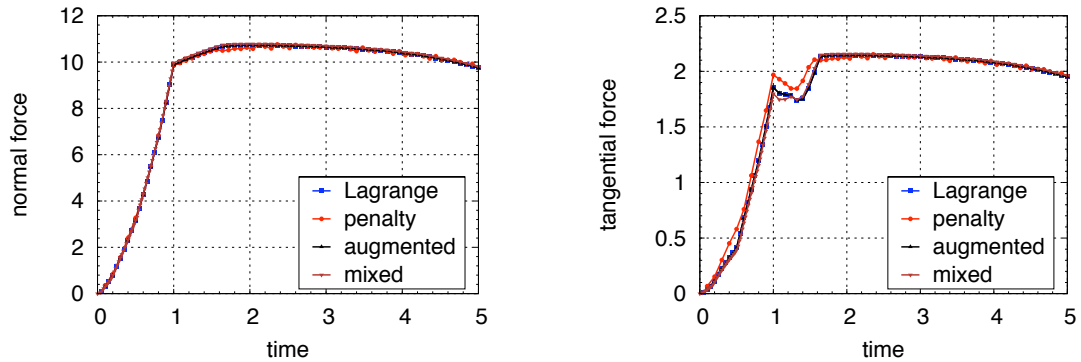 normal force
12
10
8
6
4
2
0
0 1 2 3 4 5
time
Lagrange
penalty
augmented
mixed
tangential force
2.5
2
1.5
1
0.5
0
0 1 2 3 4 5
time
Lagrange
penalty
augmented
mixed